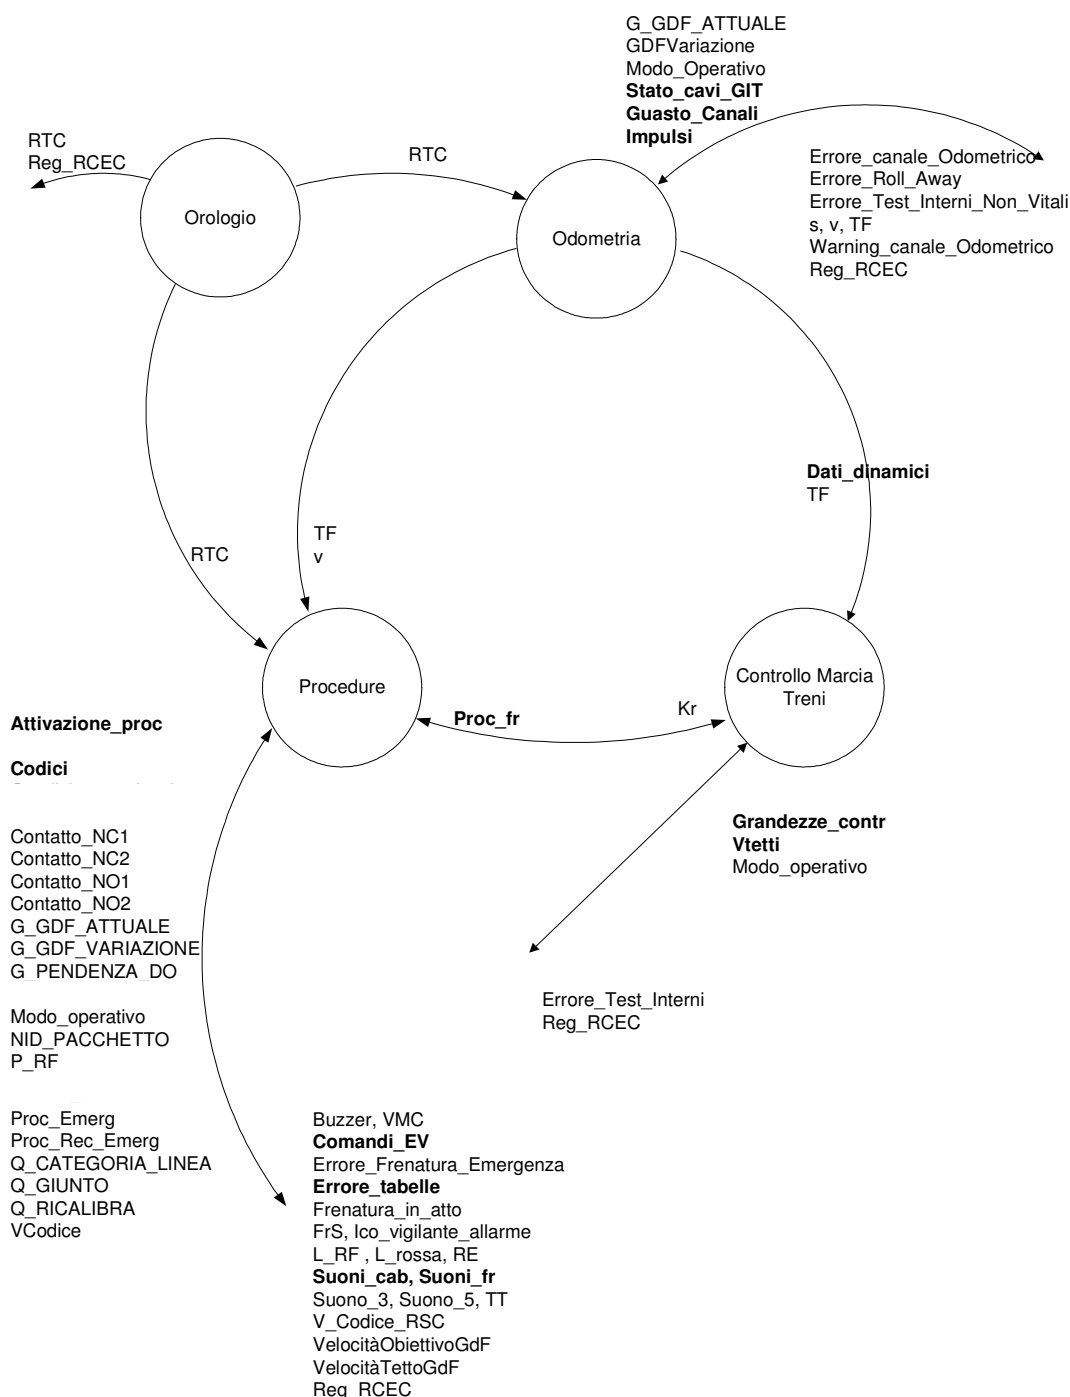 G_GDF_ATTUALE
GDFVariazione
Modo_Operativo
Stato_cavi_GIT
Guasto_Canali
Impulsi
RTC
Reg_RCEC
RTC
Errore_canale_Odometrico
Errore_Roll_Away
Errore_Test_Interni_Non_Vitali
s, v, TF
Warning_canale_Odometrico
Reg_RCEC
Orologio
Odometria
Dati_dinamici
TF
TF
v
RTC
Procedure
Controllo Marcia
Treni
Proc_fr
Kr
Attivazione_proc
Codici
Contatto_NC1
Contatto_NC2
Contatto_NO1
Contatto_NO2
G_GDF_ATTUALE
G_GDF_VARIAZIONE
G_PENDENZA_DO
Modo_operativo
NID_PACCHETTO
P_RF
Proc_Emerg
Proc_Rec_Emerg
Q_CATEGORIA_LINEA
Q_GIUNTO
Q_RICALIBRA
VCodice
Grandezze_contr
Vtetti
Modo_operativo
Errore_Test_Interni
Reg_RCEC
Buzzer, VMC
Comandi_EV
Errore_Frenatura_Emergenza
Errore_tabelle
Frenatura_in_atto
FrS, Ico_vigilante_allarme
L_RF , L_rossa, RE
Suoni_cab, Suoni_fr
Suono_3, Suono_5, TT
V_Codice_RSC
VelocitàObiettivoGdF
VelocitàTettoGdF
Reg_RCEC